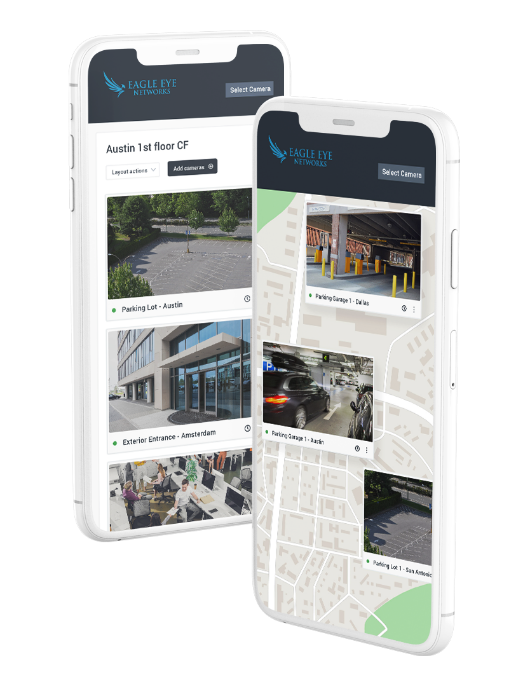 EAGLE EYE
NETWORKS
Select Camera
Austin 1st floor CF
Layout actions
Add cameras
Parking Lot - Austin
Exterior Entrance - Amsterdam
EAGLE EYE
NETWORKS
Select Camera
Parking Garage 1 - Dallas
P
Parking Garage 1 - Austin
Parking Lot 1 - San Antonio